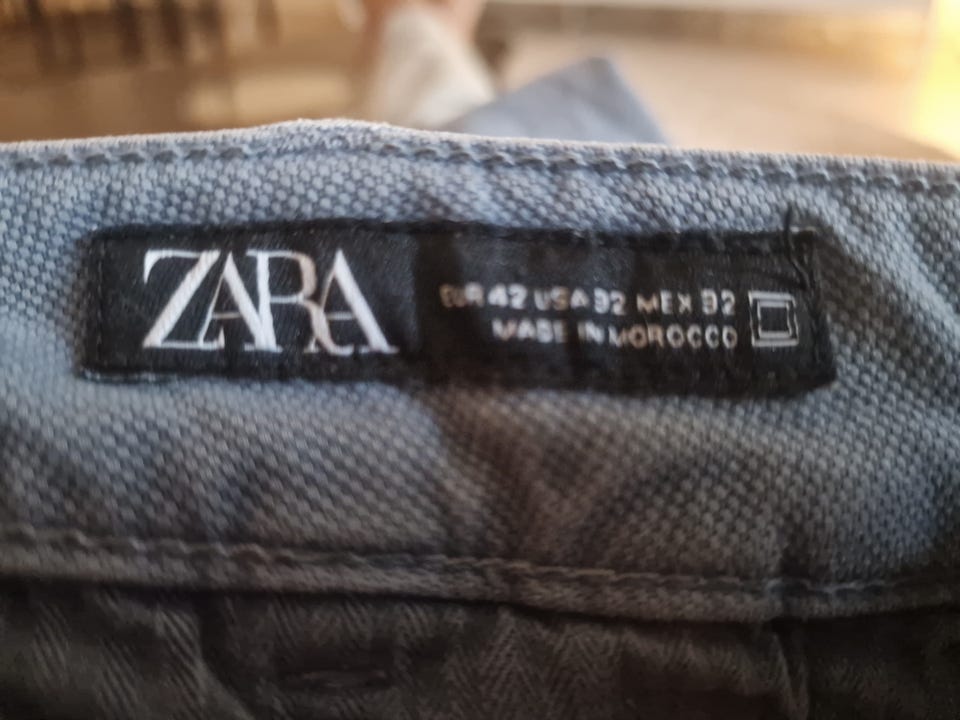 ZARA
EUR 42 USA 32 MEX 32
MADE IN MOROCCO